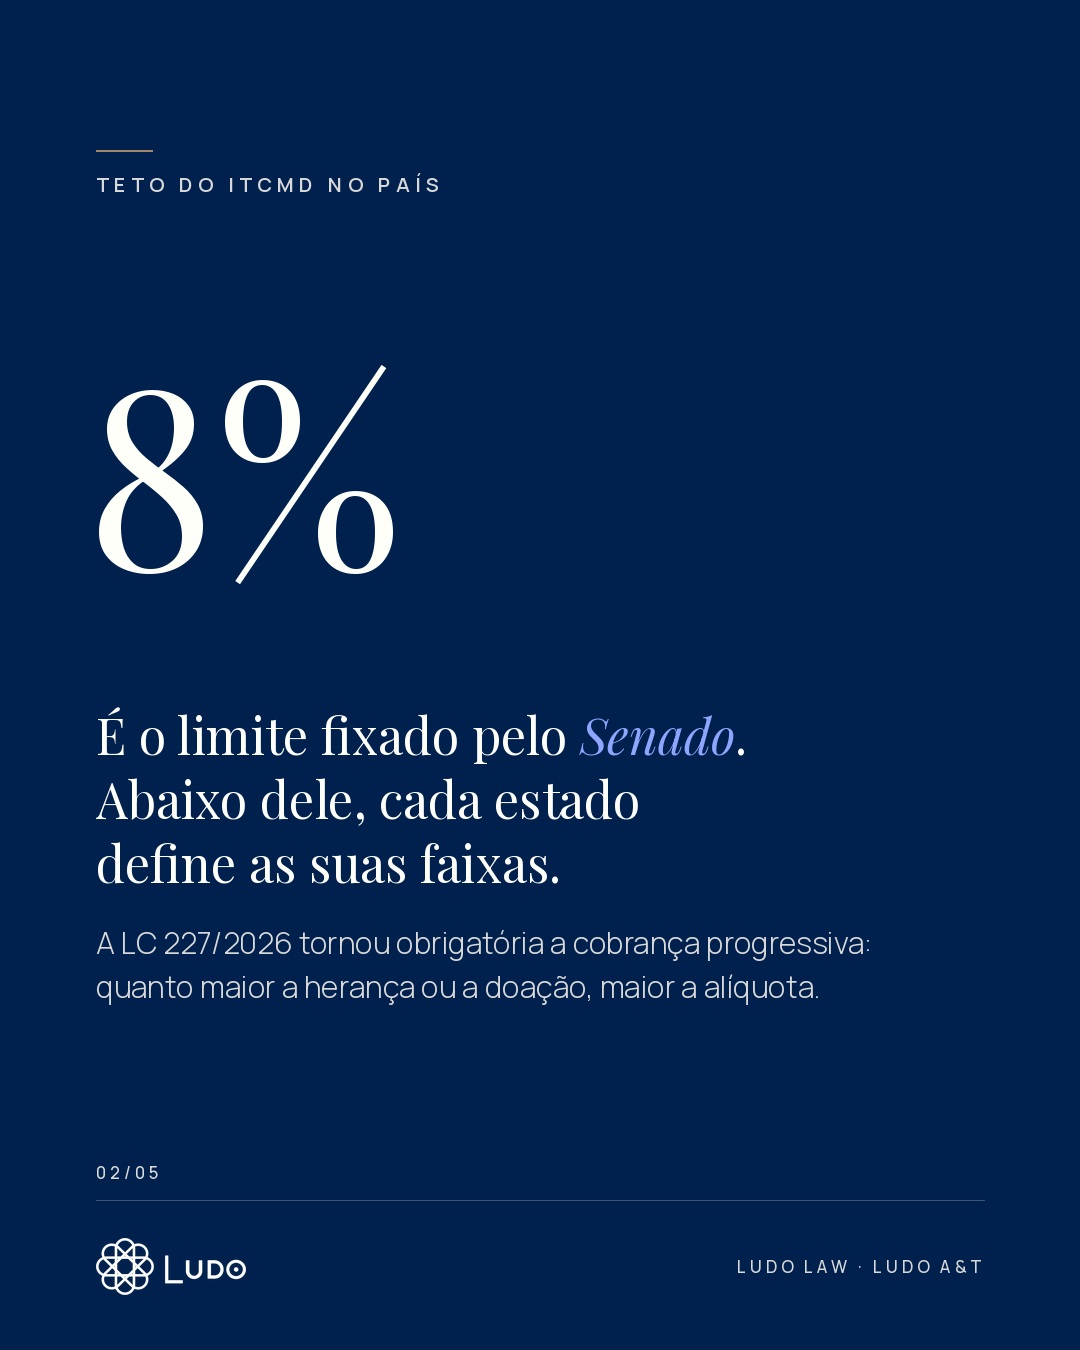 TETO DO ITCMD NO PAÍS
8%
É o limite fixado pelo Senado.
Abaixo dele, cada estado
define as suas faixas.
A LC 227/2026 tornou obrigatória a cobrança progressiva:
quanto maior a herança ou a doação, maior a alíquota.
02/05
LUDO
LUDO LAW · LUDO A&T